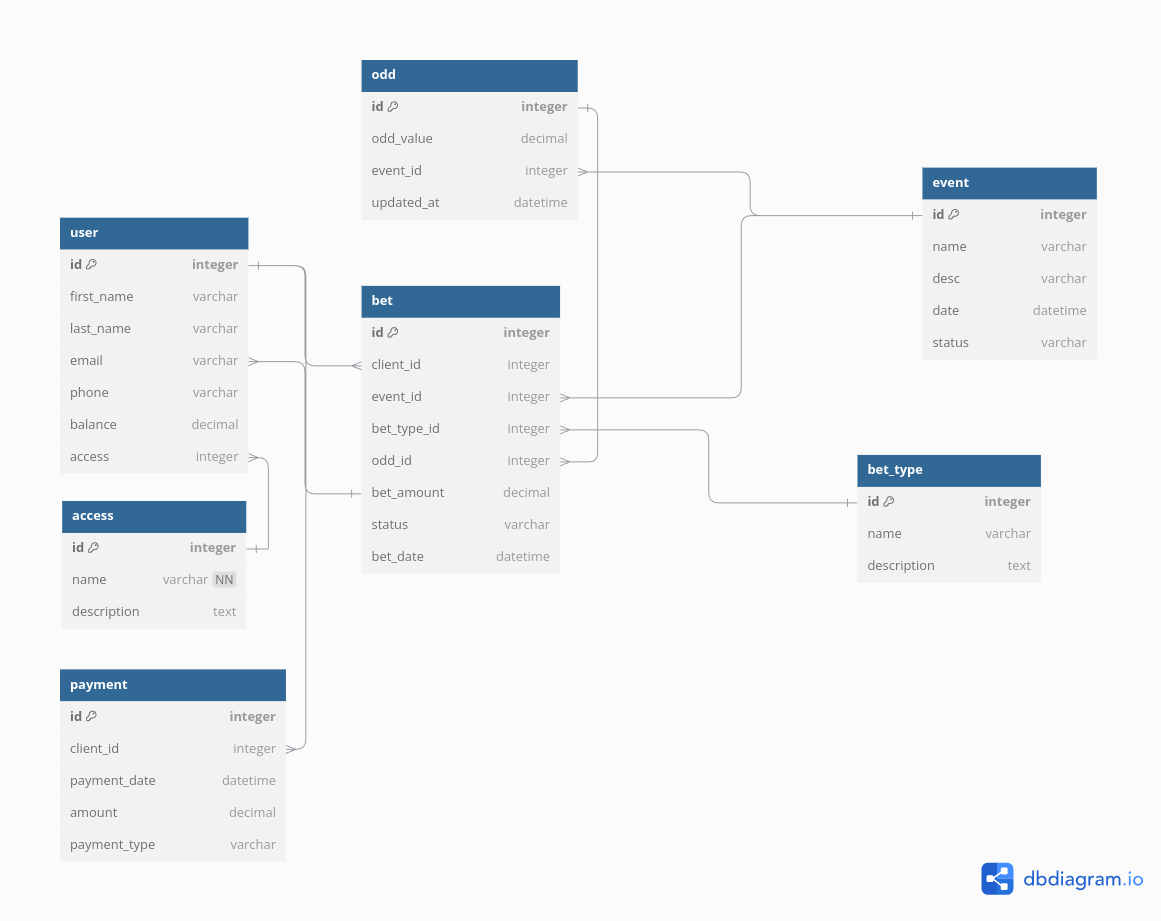 odd
id integer
odd_value decimal
event_id integer
updated_at datetime
event
id integer
name varchar
desc varchar
date datetime
status varchar
user
id integer
first_name varchar
last_name varchar
email varchar
phone varchar
balance decimal
access integer
bet
id integer
client_id integer
event_id integer
bet_type_id integer
odd_id integer
bet_amount decimal
status varchar
bet_date datetime
bet_type
id integer
name varchar
description text
access
id integer
name varchar NN
description text
payment
id integer
client_id integer
payment_date datetime
amount decimal
payment_type varchar
dbdiagram.io